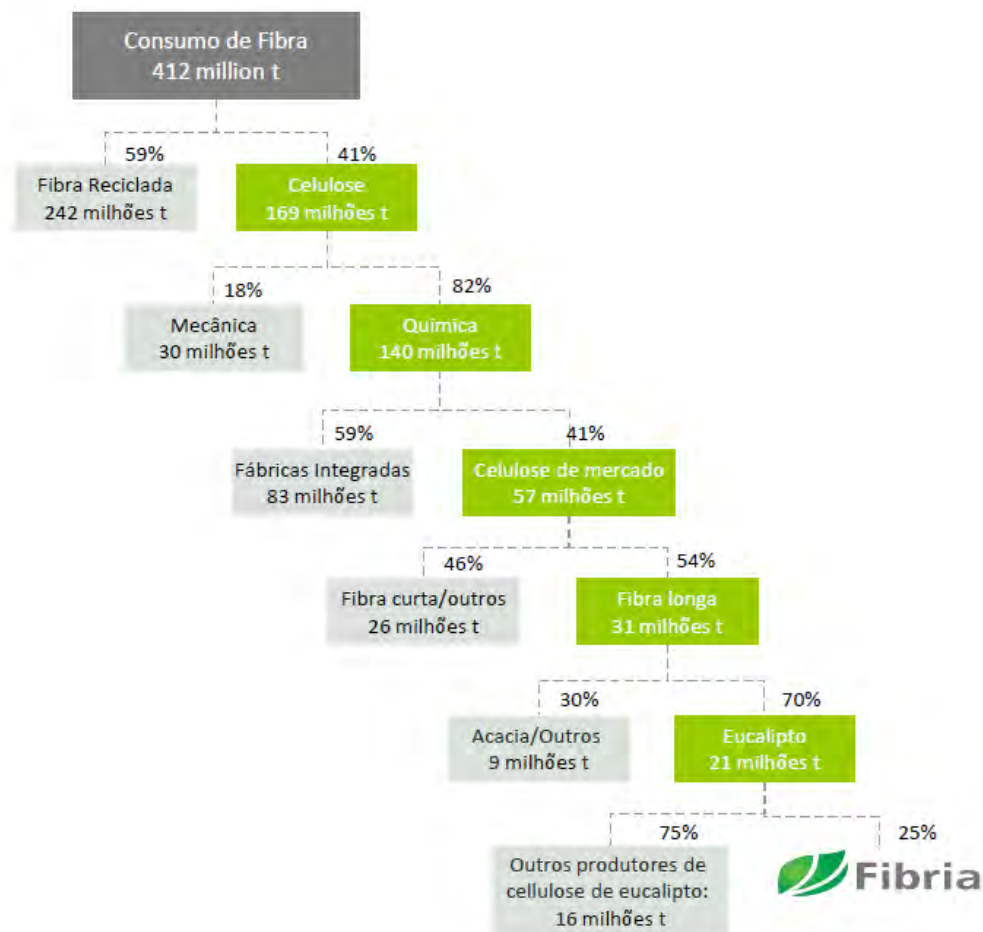 Consumo de Fibra
412 million t
59%
41%
Fibra Reciclada
242 milhões t
Celulose
169 milhões t
18%
82%
Mecânica
30 milhões t
Química
140 milhões t
59%
41%
Fábricas Integradas
83 milhões t
Celulose de mercado
57 milhões t
46%
54%
Fibra curta/outros
26 milhões t
Fibra longa
31 milhões t
30%
70%
Acacia/Outros
9 milhões t
Eucalipto
21 milhões t
75%
25%
Outros produtores de
cellulose de eucalipto:
16 milhões t
Fibria